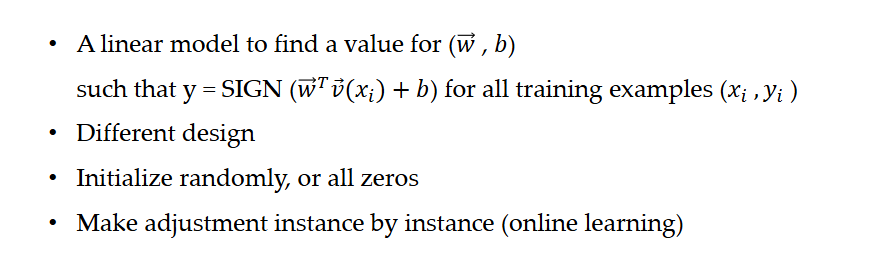 • A linear model to find a value for (w⃗ , b)
such that y = SIGN (w⃗ᵀv⃗(xᵢ) + b) for all training examples (xᵢ , yᵢ )
• Different design
• Initialize randomly, or all zeros
• Make adjustment instance by instance (online learning)